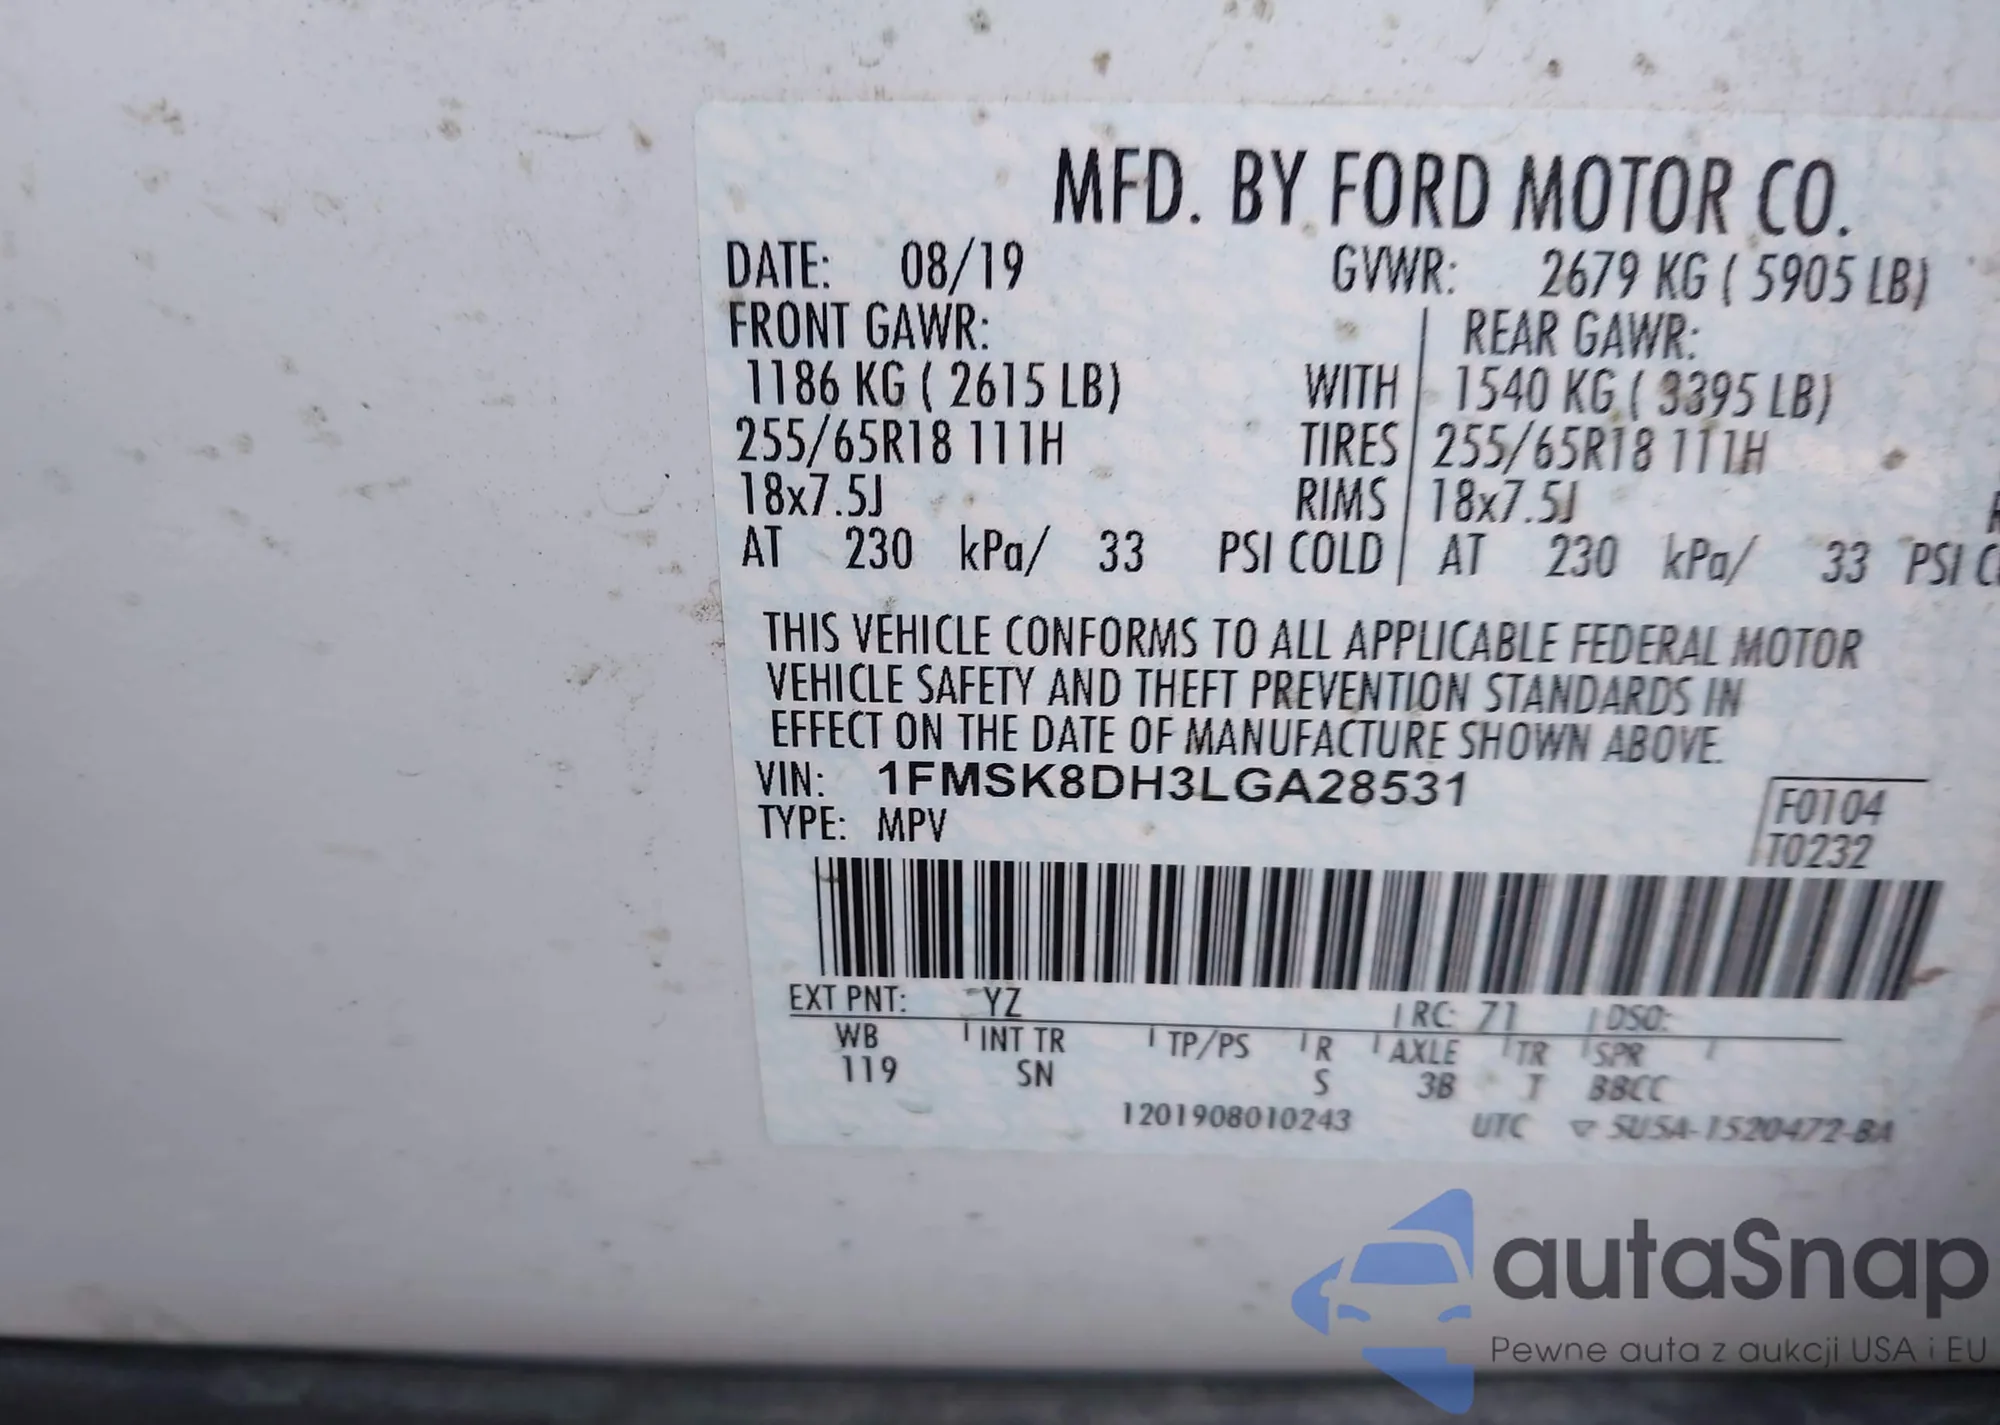 MFD. BY FORD MOTOR CO.
DATE: 08/19 GVWR: 2679 KG ( 5905 LB)
FRONT GAWR: REAR GAWR:
1186 KG ( 2615 LB) WITH 1540 KG ( 3395 LB)
255/65R18 111H TIRES 255/65R18 111H
18x7.5J RIMS 18x7.5J
AT 230 kPa/ 33 PSI COLD AT 230 kPa/ 33 PSI
THIS VEHICLE CONFORMS TO ALL APPLICABLE FEDERAL MOTOR
VEHICLE SAFETY AND THEFT PREVENTION STANDARDS IN
EFFECT ON THE DATE OF MANUFACTURE SHOWN ABOVE.
VIN: 1FMSK8DH3LGA28531
TYPE: MPV
F0104
T0232
EXT PNT: YZ RC: 71 DSO:
WB INT TR TP/PS R AXLE TR SPR
119 SN S 3B T BBCC
1201908010243 UTC ▽ 5U5A-1520472-BA
autaSnap
Pewne auta z aukcji USA i EU